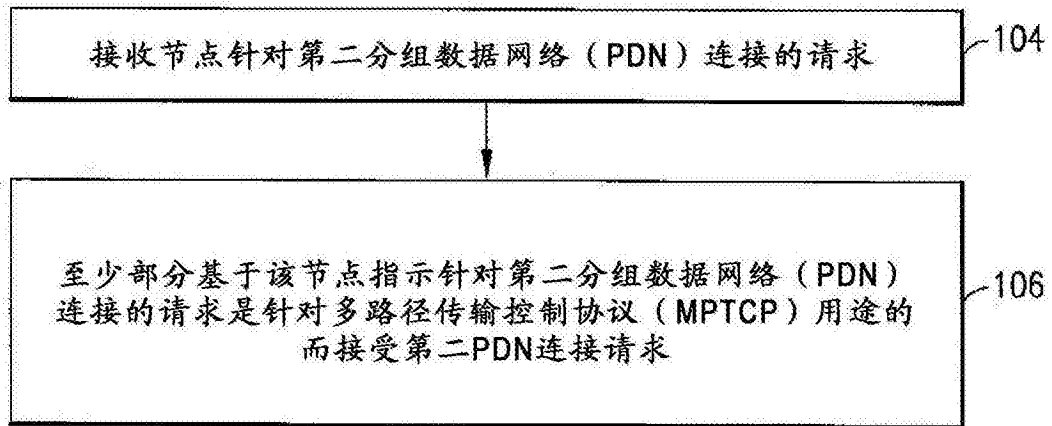 接收节点针对第二分组数据网络（PDN）连接的请求
104
至少部分基于该节点指示针对第二分组数据网络（PDN）
连接的请求是针对多路径传输控制协议（MPTCP）用途的
而接受第二PDN连接请求
106